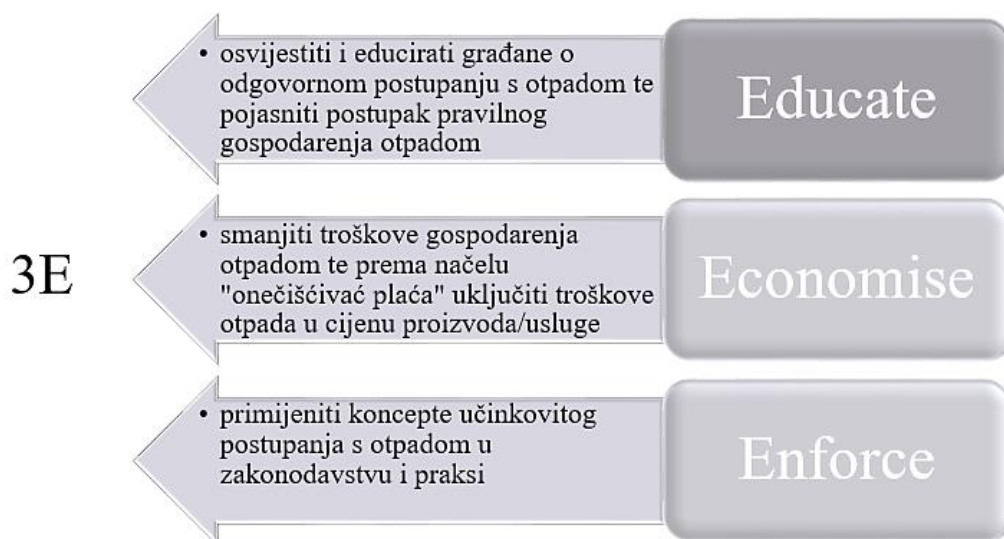 3E
• osvijestiti i educirati građane o
odgovornom postupanju s otpadom te
pojasniti postupak pravilnog
gospodarenja otpadom
Educate
• smanjiti troškove gospodarenja
otpadom te prema načelu
"onečišćivać plaća" uključiti troškove
otpada u cijenu proizvoda/usluge
Economise
• primijeniti koncepte učinkovitog
postupanja s otpadom u
zakonodavstvu i praksi
Enforce